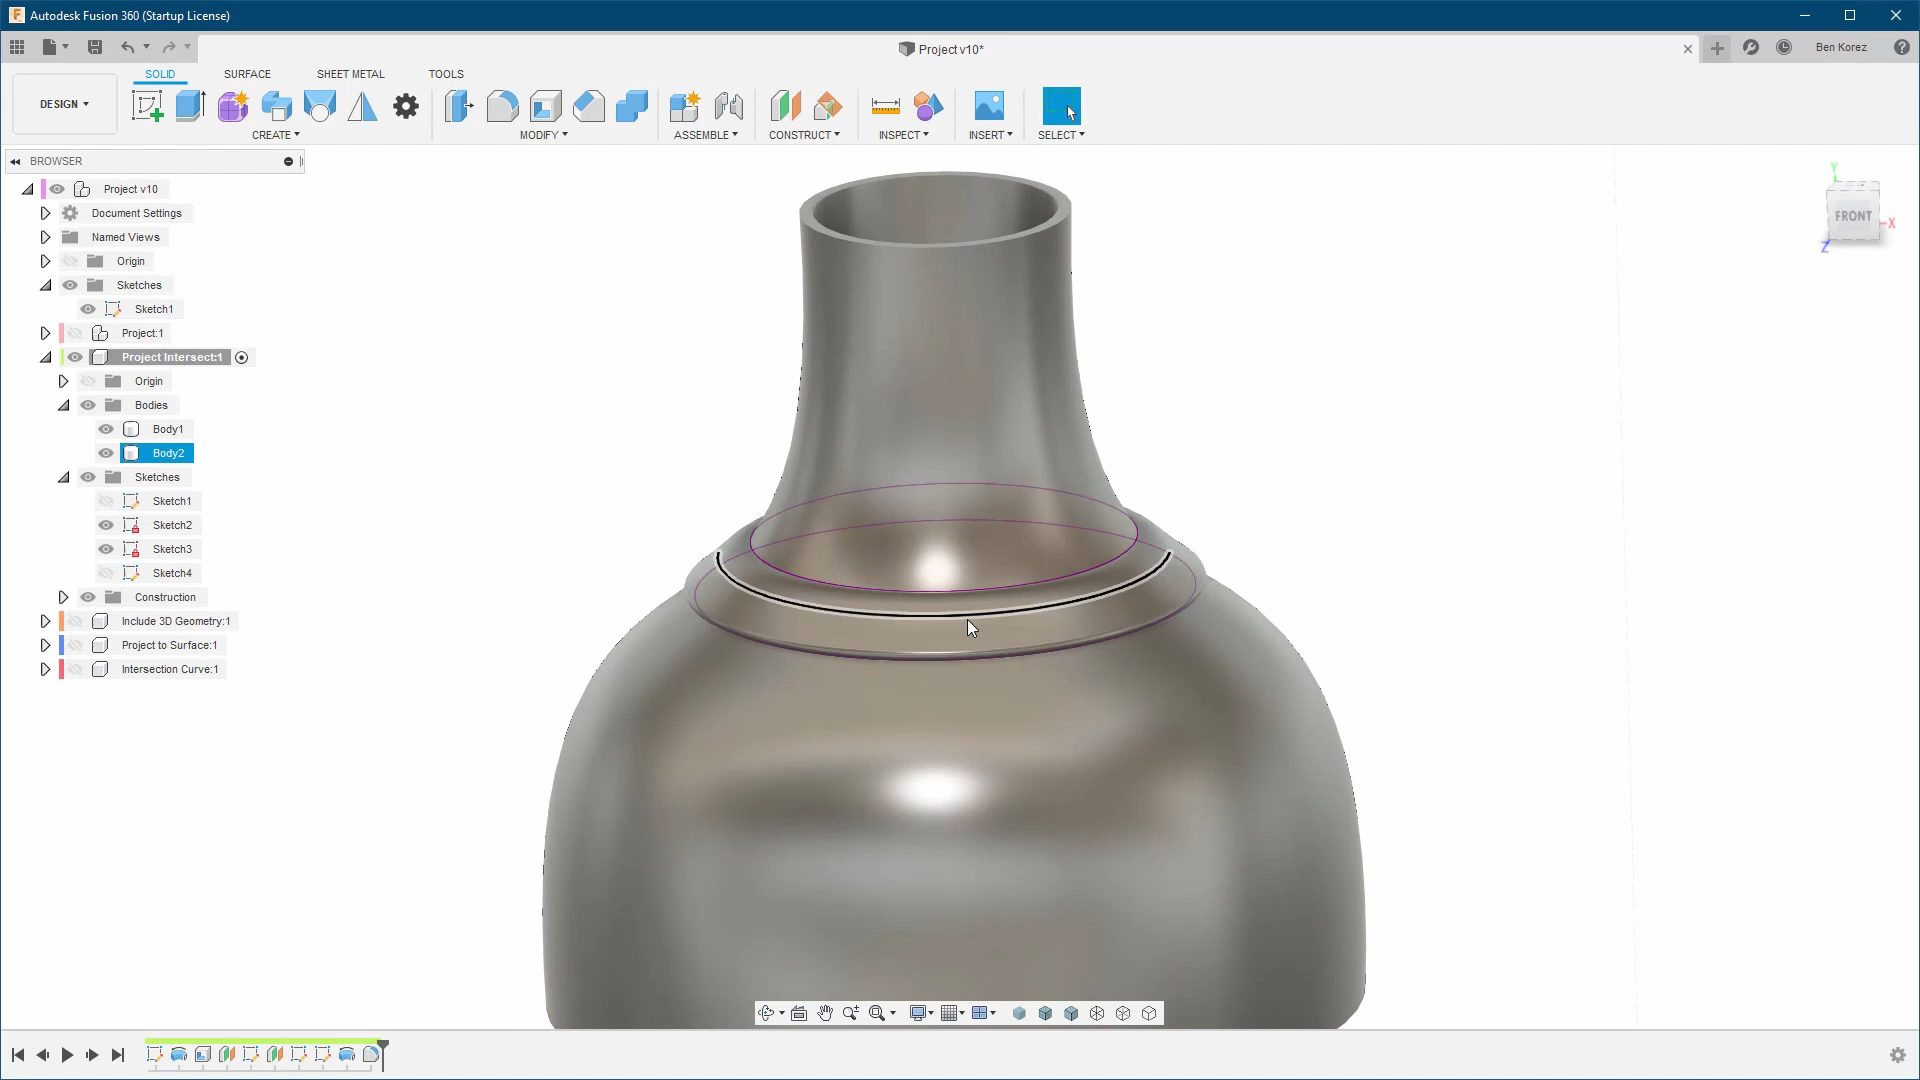 Autodesk Fusion 360 (Startup License)
Project v10*
Ben Korez
SOLID SURFACE SHEET METAL TOOLS
DESIGN
CREATE MODIFY ASSEMBLE CONSTRUCT INSPECT INSERT SELECT
BROWSER
Project v10
Document Settings
Named Views
Origin
Sketches
Sketch1
Project:1
Project Intersect:1
Origin
Bodies
Body1
Body2
Sketches
Sketch1
Sketch2
Sketch3
Sketch4
Construction
Include 3D Geometry:1
Project to Surface:1
Intersection Curve:1
Y
FRONT
X
Z